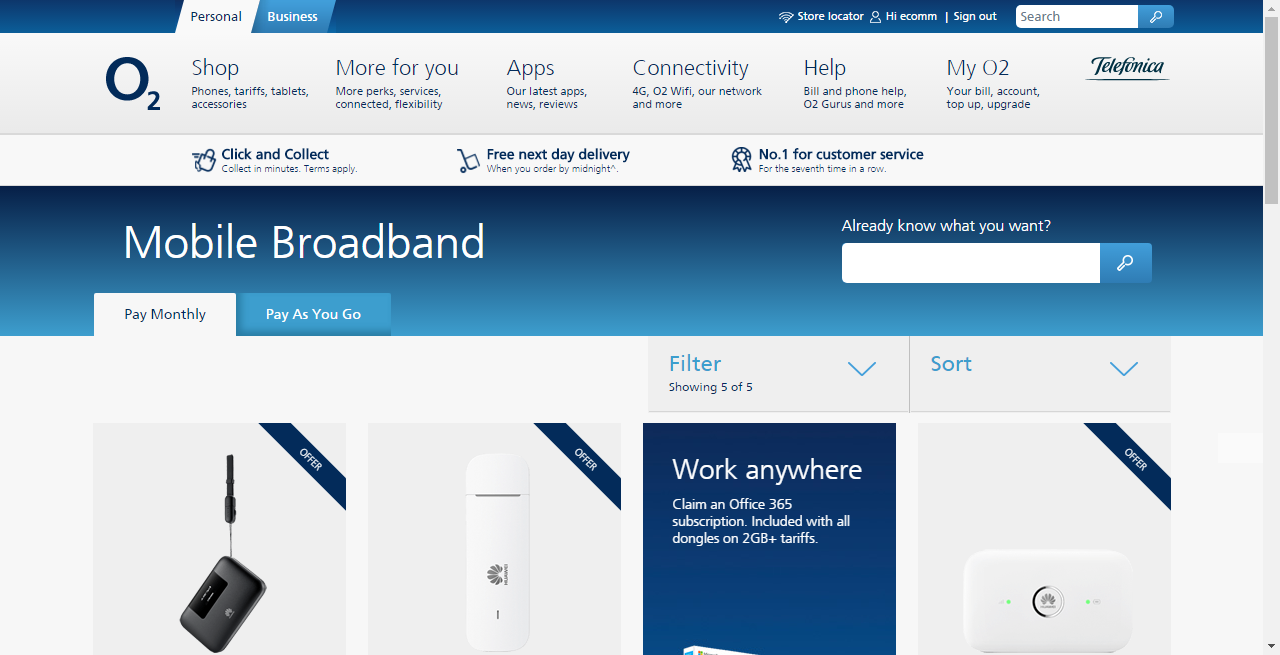 Personal
Business
Store locator
Hi ecomm
| Sign out
Search
O2
Shop
Phones, tariffs, tablets,
accessories
More for you
More perks, services,
connected, flexibility
Apps
Our latest apps,
news, reviews
Connectivity
4G, O2 Wifi, our network
and more
Help
Bill and phone help,
O2 Gurus and more
My O2
Your bill, account,
top up, upgrade
Telefónica
Click and Collect
Collect in minutes. Terms apply.
Free next day delivery
When you order by midnight^.
No.1 for customer service
For the seventh time in a row.
Mobile Broadband
Already know what you want?
Pay Monthly
Pay As You Go
Filter
Showing 5 of 5
Sort
OFFER
OFFER
HUAWEI
Work anywhere
Claim an Office 365
subscription. Included with all
dongles on 2GB+ tariffs.
OFFER
HUAWEI